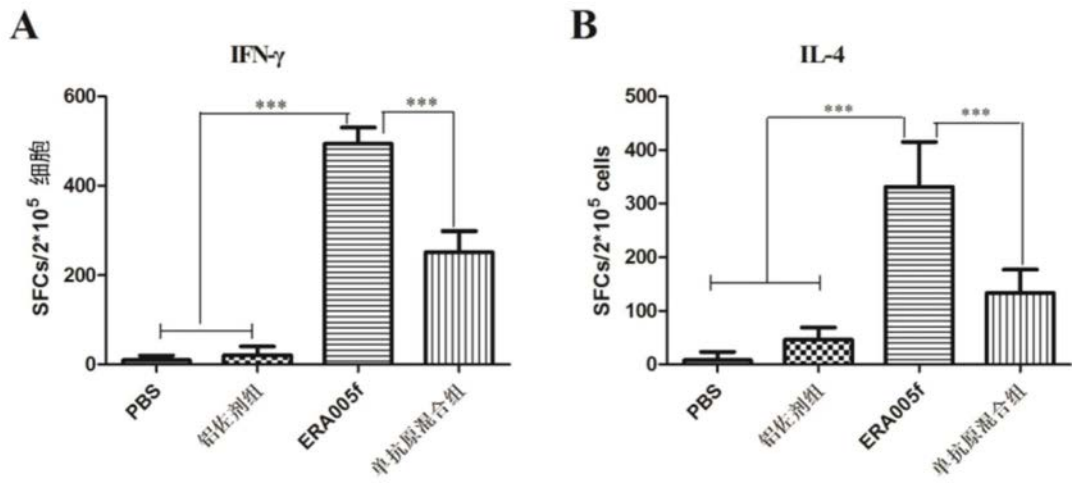 A
IFN-γ
SFCs/2*10⁵ 细胞
600
400
200
0
***
***
PBS
铝佐剂组
ERA005f
单抗原混合组
B
IL-4
SFCs/2*10⁵ cells
500
400
300
200
100
0
***
***
PBS
铝佐剂组
ERA005f
单抗原混合组